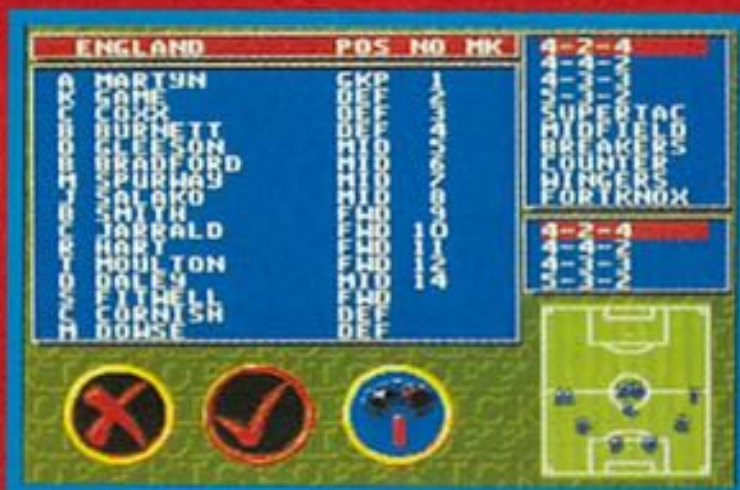 ENGLAND POS NO MK
A MARTYN GKP 1
K GAME DEF 2
C COXX DEF 3
B BURNETT DEF 4
D GLEESON MID 5
B BRADFORD MID 6
M SPURWAY MID 7
J SALAKO MID 8
B SMITH FWD 9
C JARRALD FWD 10
R HART FWD 11
T MOULTON FWD 12
D DALEY MID 14
S FITWELL FWD
C CORNISH DEF
M DOWSE DEF
4-2-4
4-4-2
4-3-3
5-3-2
SUPERTAC
MIDFIELD
BREAKERS
COUNTER
WINGERS
FORTKNOX
4-2-4
4-4-2
4-3-3
5-3-2